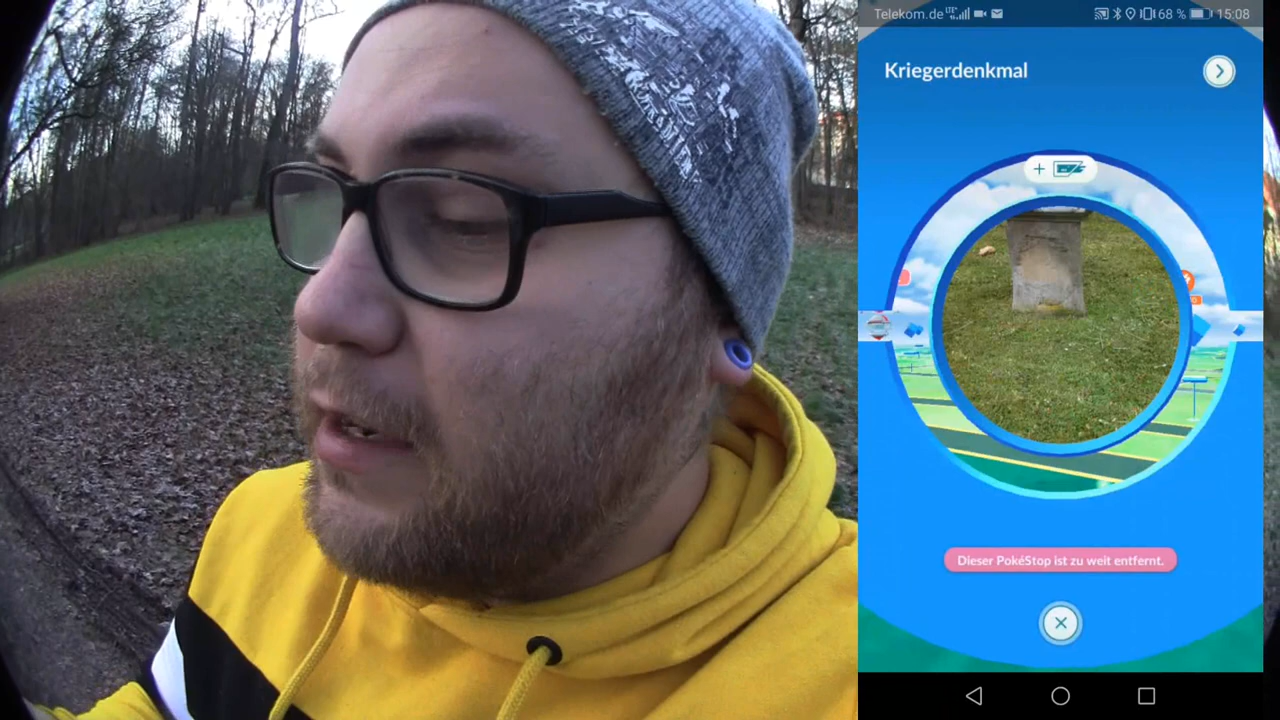 Telekom.de 68 % 15:08
Kriegerdenkmal
Dieser PokéStop ist zu weit entfernt.